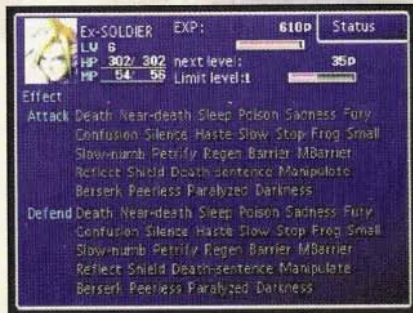 Ex-SOLDIER EXP: 610P Status
LV 6
HP 302/ 302 next level: 35P
MP 54/ 56 Limit level:1
Effect
Attack Death Near-death Sleep Poison Sadness Fury
Confusion Silence Haste Slow Stop Frog Small
Slow-numb Petrify Regen Barrier MBarrier
Reflect Shield Death-sentence Manipulate
Berserk Peerless Paralyzed Darkness
Defend Death Near-death Sleep Poison Sadness Fury
Confusion Silence Haste Slow Stop Frog Small
Slow-numb Petrify Regen Barrier MBarrier
Reflect Shield Death-sentence Manipulate
Berserk Peerless Paralyzed Darkness